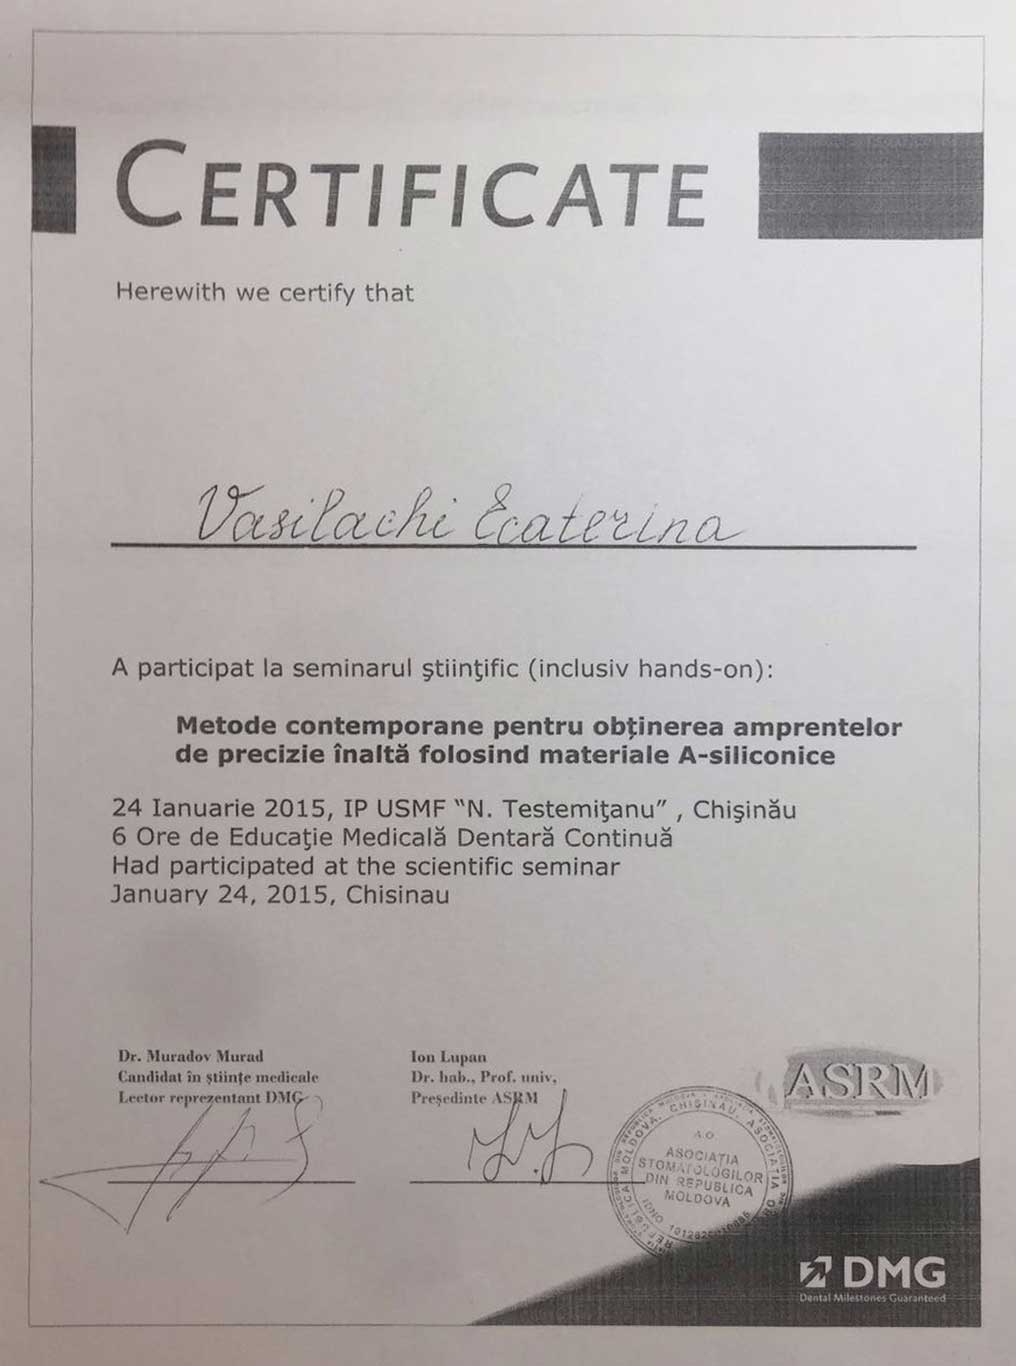 CERTIFICATE
Herewith we certify that
Vasilachi Ecaterina
A participat la seminarul ştiinţific (inclusiv hands-on):
Metode contemporane pentru obţinerea amprentelor
de precizie înaltă folosind materiale A-siliconice
24 Ianuarie 2015, IP USMF “N. Testemiţanu” , Chişinău
6 Ore de Educaţie Medicală Dentară Continuă
Had participated at the scientific seminar
January 24, 2015, Chisinau
Dr. Muradov Murad
Candidat în ştiinţe medicale
Lector reprezentant DMG
Ion Lupan
Dr. hab., Prof. univ,
Preşedinte ASRM
ASRM
A.O.
ASOCIAŢIA
STOMATOLOGILOR
DIN REPUBLICA
MOLDOVA
REPUBLICA MOLDOVA, CHIŞINĂU, ASOCIAŢIA
DMG
Dental Milestones Guaranteed